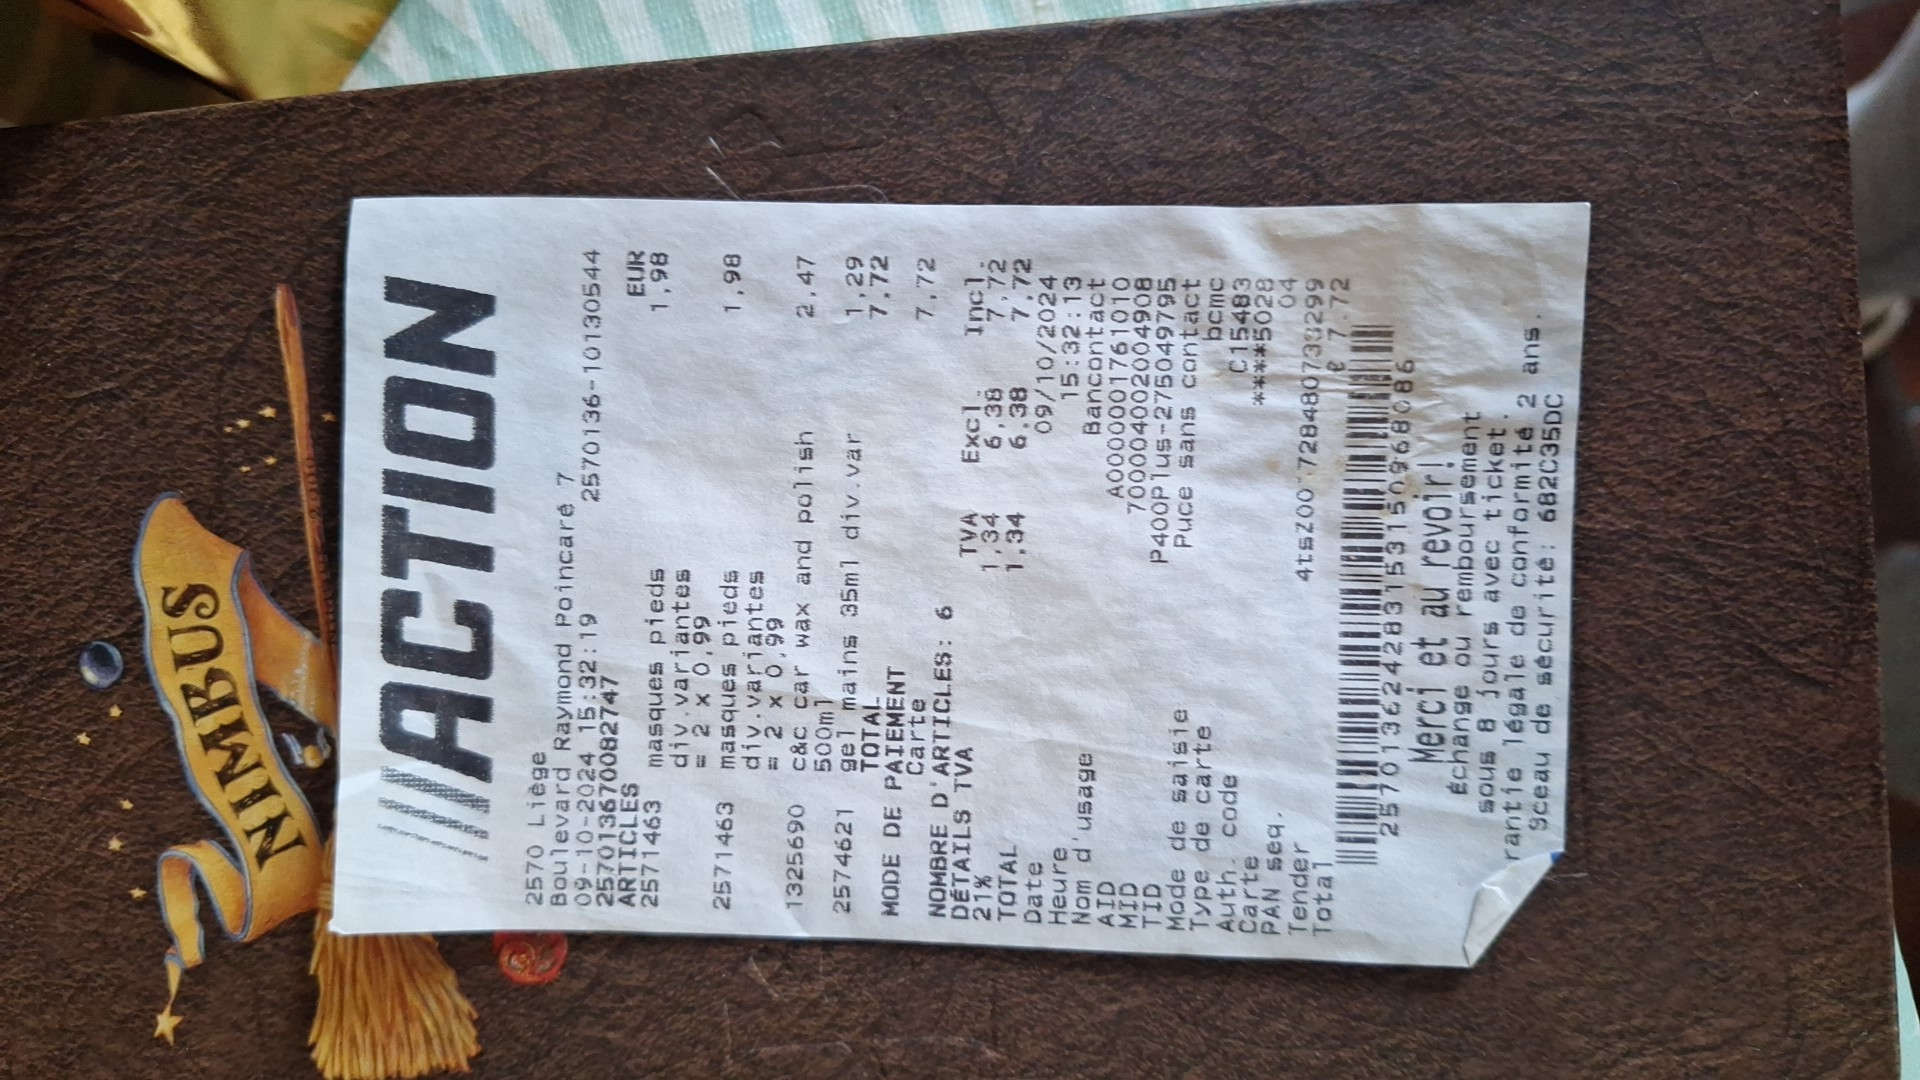 NIMBUS
///ACTION
2570 Liège
Boulevard Raymond Poincaré 7
09-10-2024 15:32:19 2570136-10130544
257013670082747
ARTICLES EUR
2571463 masques pieds 1,98
div.variantes
= 2 x 0,99
2571463 masques pieds 1,98
div.variantes
= 2 x 0,99
1325690 c&c car wax and polish 2,47
500ml
2574621 gel mains 35ml div.var 1,29
TOTAL 7,72
MODE DE PAIEMENT
Carte 7,72
NOMBRE D'ARTICLES: 6
DÉTAILS TVA TVA Excl. Incl.
21% 1,34 6,38 7,72
TOTAL 1,34 6,38 7,72
Date 09/10/2024
Heure 15:32:13
Nom d'usage Bancontact
AID A0000001761010
MID 700004002004908
TID P400Plus-275049795
Mode de saisie Puce sans contact
Type de carte bcmc
Auth. code C15483
Carte ****5028
PAN seq. 04
Tender
Total 7.72
Merci et au revoir!
Échange ou remboursement
sous 8 jours avec ticket.
rantie légale de conformité 2 ans.
sceau de sécurité: 6B2C35DC